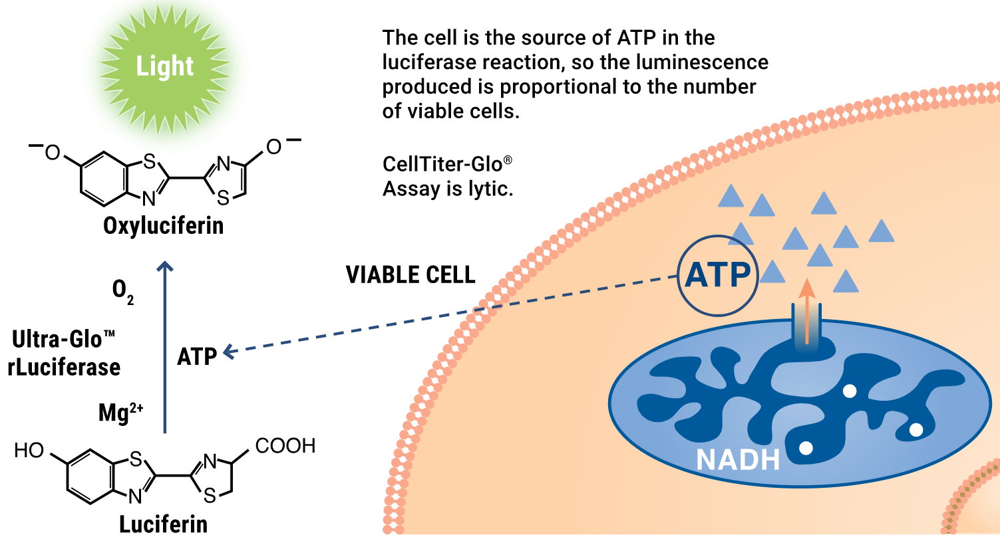 Light
The cell is the source of ATP in the
luciferase reaction, so the luminescence
produced is proportional to the number
of viable cells.
CellTiter-Glo®
Assay is lytic.
⁻O
O⁻
S
N
N
S
Oxyluciferin
O₂
Ultra-Glo™
rLuciferase
ATP
Mg²⁺
HO
COOH
S
N
N
S
Luciferin
VIABLE CELL
ATP
NADH